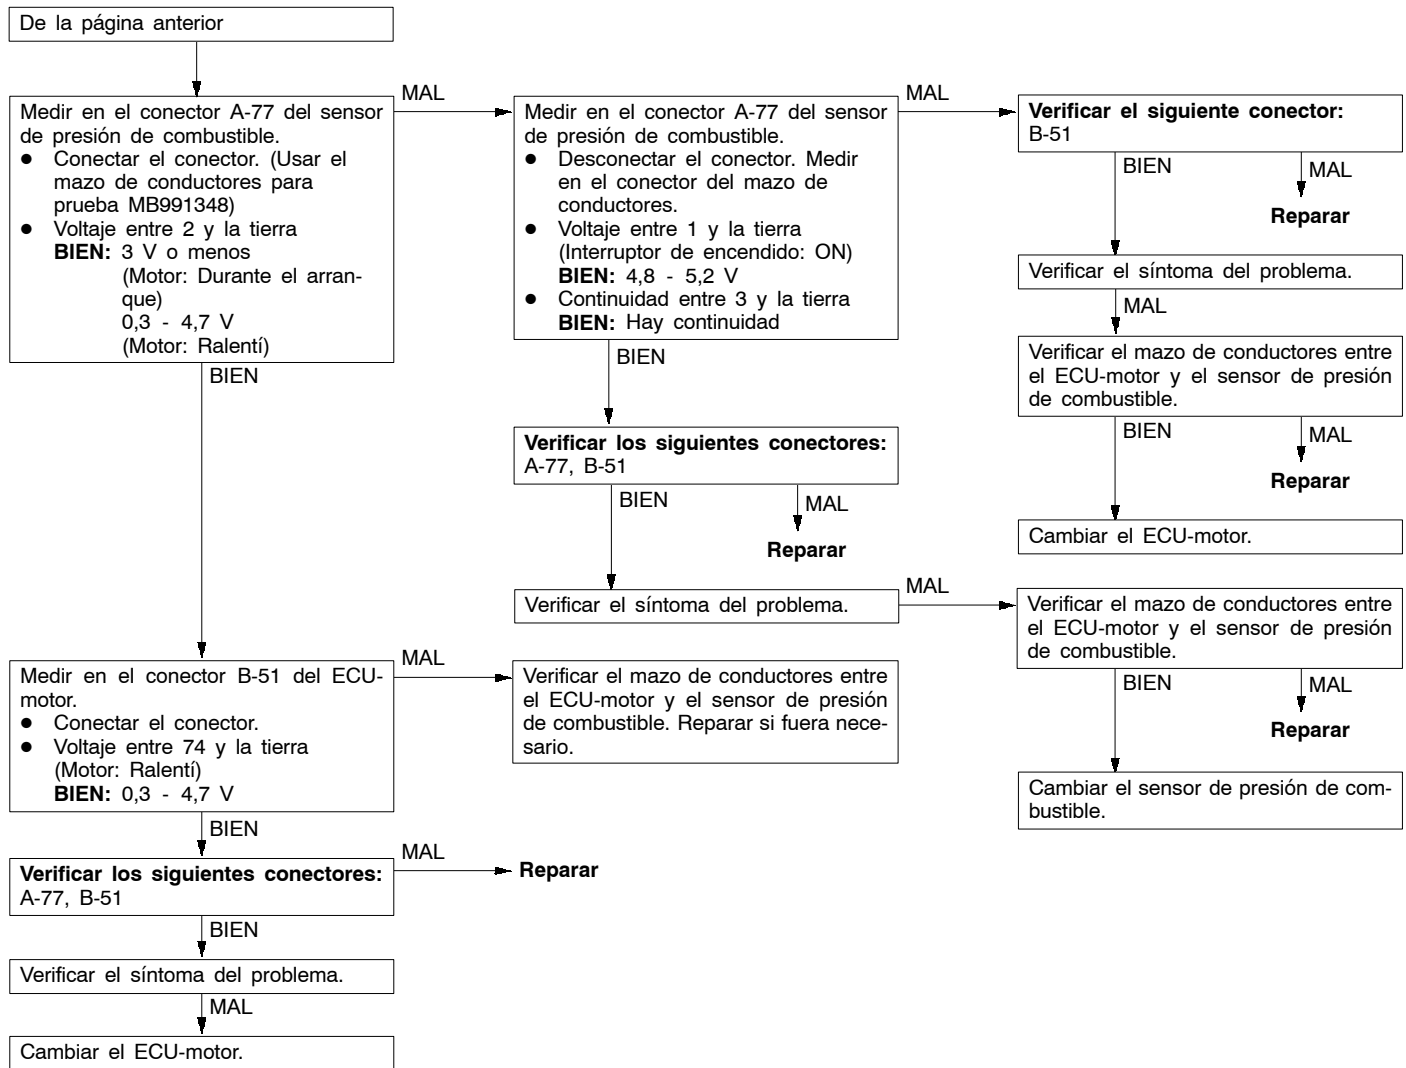 De la página anterior
MAL
MAL
Medir en el conector A-77 del sensor
de presión de combustible.
● Conectar el conector. (Usar el
mazo de conductores para
prueba MB991348)
● Voltaje entre 2 y la tierra
BIEN: 3 V o menos
(Motor: Durante el arran-
que)
0,3 - 4,7 V
(Motor: Ralentí)
BIEN
Medir en el conector A-77 del sensor
de presión de combustible.
● Desconectar el conector. Medir
en el conector del mazo de
conductores.
● Voltaje entre 1 y la tierra
(Interruptor de encendido: ON)
BIEN: 4,8 - 5,2 V
● Continuidad entre 3 y la tierra
BIEN: Hay continuidad
BIEN
Verificar el siguiente conector:
B-51
BIEN
MAL
Reparar
Verificar el síntoma del problema.
MAL
Verificar el mazo de conductores entre
el ECU-motor y el sensor de presión
de combustible.
BIEN
MAL
Reparar
Cambiar el ECU-motor.
Verificar los siguientes conectores:
A-77, B-51
BIEN
MAL
Reparar
Verificar el síntoma del problema.
MAL
Verificar el mazo de conductores entre
el ECU-motor y el sensor de presión
de combustible.
BIEN
MAL
Reparar
Cambiar el sensor de presión de com-
bustible.
Medir en el conector B-51 del ECU-
motor.
● Conectar el conector.
● Voltaje entre 74 y la tierra
(Motor: Ralentí)
BIEN: 0,3 - 4,7 V
MAL
Verificar el mazo de conductores entre
el ECU-motor y el sensor de presión
de combustible. Reparar si fuera nece-
sario.
BIEN
Verificar los siguientes conectores:
A-77, B-51
MAL
Reparar
BIEN
Verificar el síntoma del problema.
MAL
Cambiar el ECU-motor.